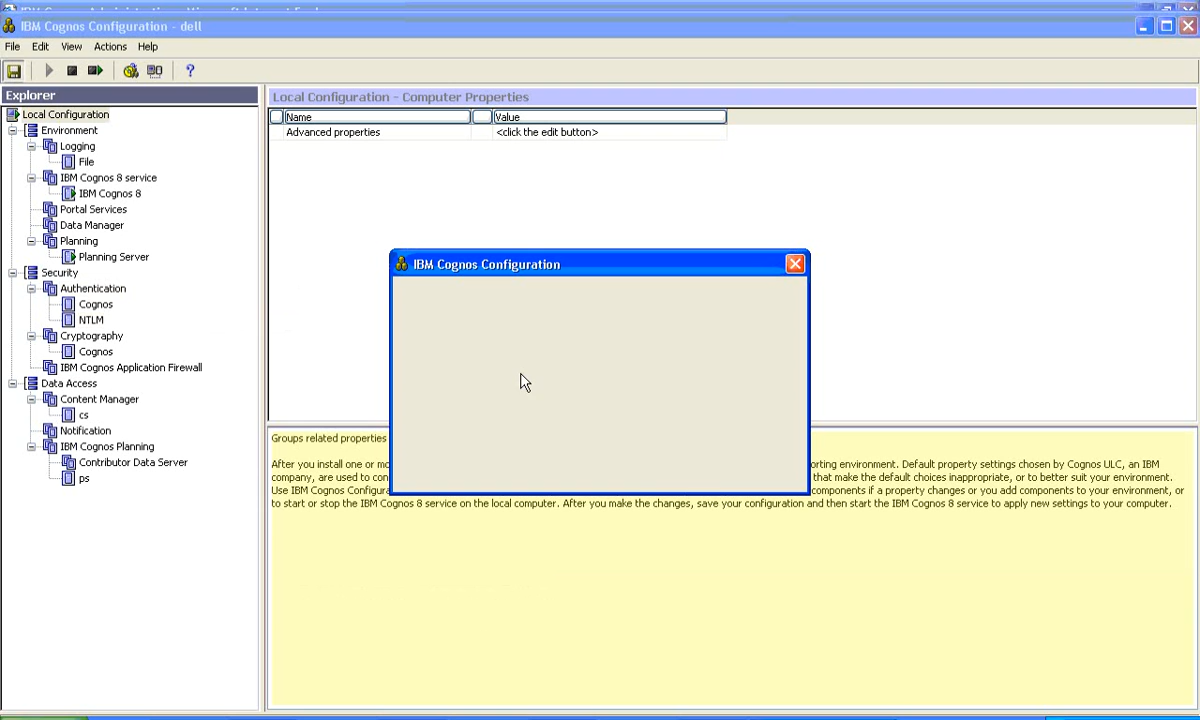 IBM Cognos Configuration - dell
File Edit View Actions Help
Explorer
Local Configuration
Environment
Logging
File
IBM Cognos 8 service
IBM Cognos 8
Portal Services
Data Manager
Planning
Planning Server
Security
Authentication
Cognos
NTLM
Cryptography
Cognos
IBM Cognos Application Firewall
Data Access
Content Manager
cs
Notification
IBM Cognos Planning
Contributor Data Server
ps
Local Configuration - Computer Properties
Name Value
Advanced properties <click the edit button>
IBM Cognos Configuration
Groups related properties
After you install one or mo orting environment. Default property settings chosen by Cognos ULC, an IBM
company, are used to con that make the default choices inappropriate, or to better suit your environment.
Use IBM Cognos Configura components if a property changes or you add components to your environment, or
to start or stop the IBM Cognos 8 service on the local computer. After you make the changes, save your configuration and then start the IBM Cognos 8 service to apply new settings to your computer.